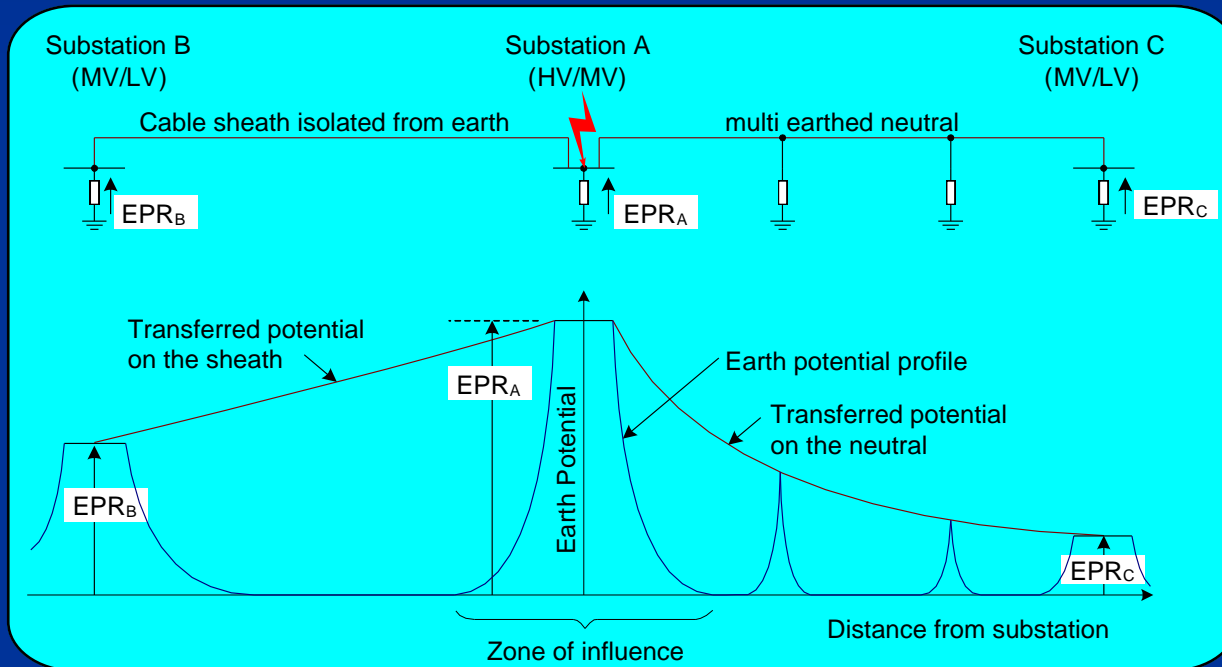 Substation B
(MV/LV)
Substation A
(HV/MV)
Substation C
(MV/LV)
Cable sheath isolated from earth
multi earthed neutral
EPRB
EPRA
EPRC
Transferred potential
on the sheath
EPRA
Earth Potential
Earth potential profile
Transferred potential
on the neutral
EPRB
EPRC
Distance from substation
Zone of influence